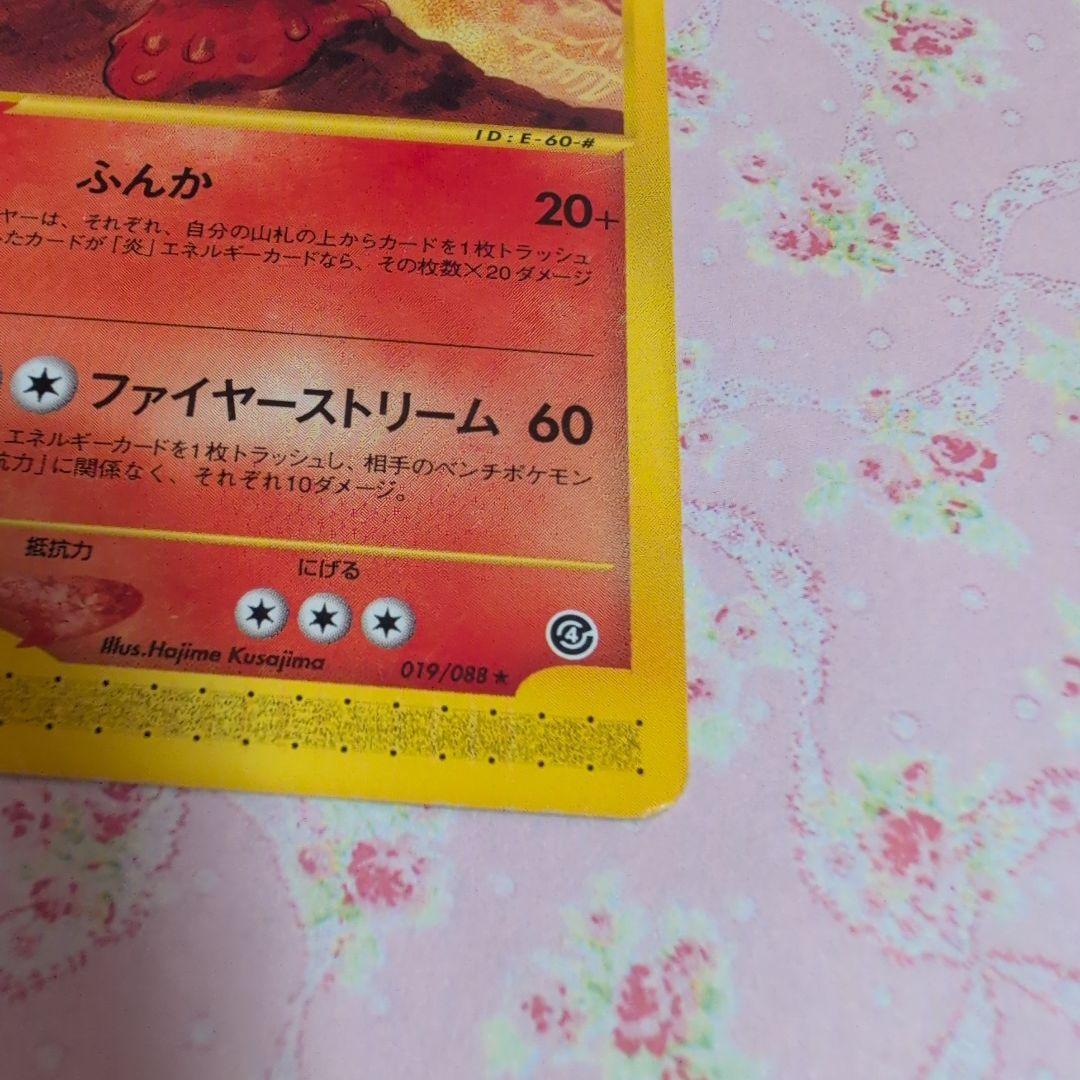 ID:E-60-#
ふんか 20+
ヤーは、それぞれ、自分の山札の上からカードを1枚トラッシュ
たカードが「炎」エネルギーカードなら、その枚数×20ダメージ
ファイヤーストリーム 60
エネルギーカードを1枚トラッシュし、相手のベンチポケモン
抗力」に関係なく、それぞれ10ダメージ。
抵抗力 にげる
4
Illus.Hajime Kusajima 019/088 ★